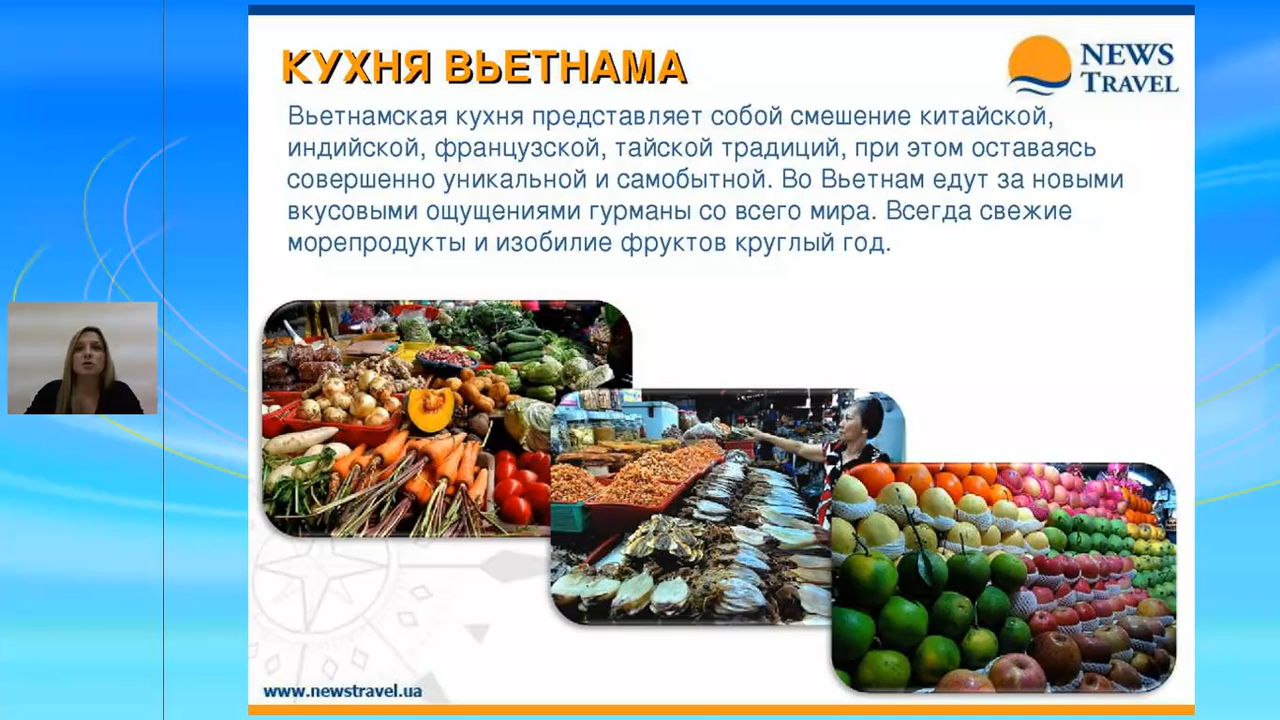 КУХНЯ ВЬЕТНАМА
NEWS
TRAVEL
Вьетнамская кухня представляет собой смешение китайской,
индийской, французской, тайской традиций, при этом оставаясь
совершенно уникальной и самобытной. Во Вьетнам едут за новыми
вкусовыми ощущениями гурманы со всего мира. Всегда свежие
морепродукты и изобилие фруктов круглый год.
www.newstravel.ua